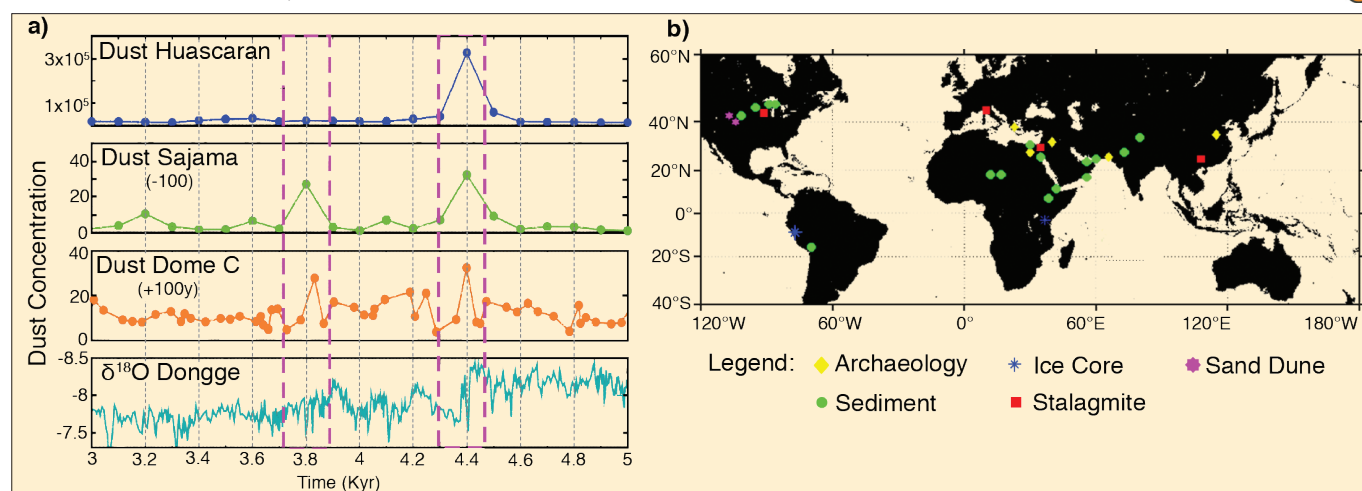 a)
Dust Huascaran
3x10⁵
1x10⁵
Dust Sajama
(-100)
40
20
0
Dust Dome C
(+100y)
40
20
0
δ¹⁸O Dongge
-8.5
-8
-7.5
Dust Concentration
3 3.2 3.4 3.6 3.8 4 4.2 4.4 4.6 4.8 5
Time (Kyr)
b)
60°N
40°N
20°N
0°
20°S
40°S
120°W 60°W 0° 60°E 120°E 180°W
Legend: Archaeology Ice Core Sand Dune
Sediment Stalagmite